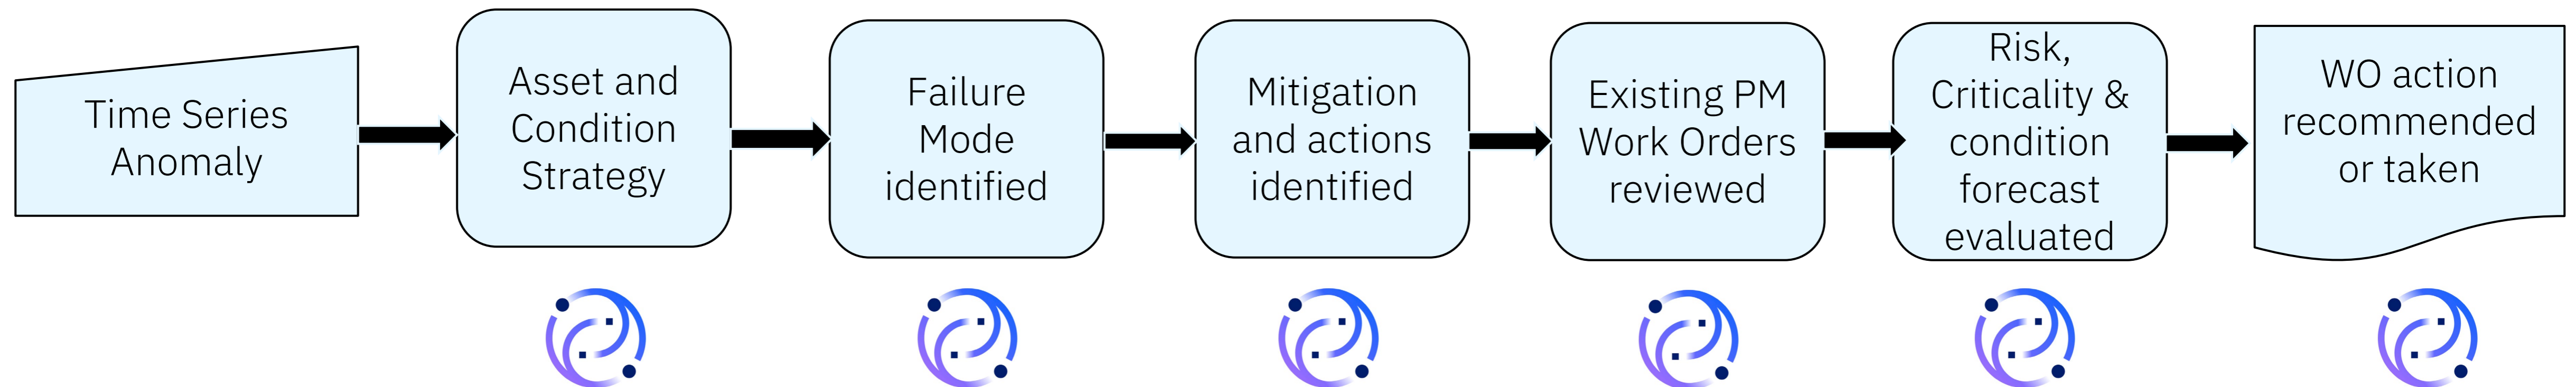 Time Series
Anomaly
Asset and
Condition
Strategy
Failure
Mode
identified
Mitigation
and actions
identified
Existing PM
Work Orders
reviewed
Risk,
Criticality &
condition
forecast
evaluated
WO action
recommended
or taken